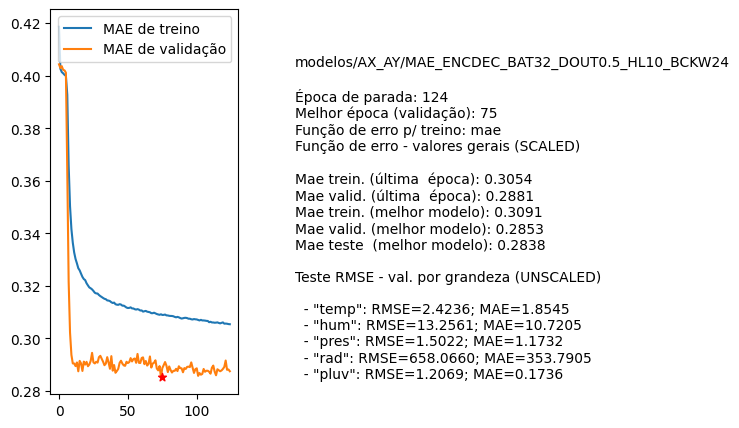 0.42
0.40
0.38
0.36
0.34
0.32
0.30
0.28
0
50
100
MAE de treino
MAE de validação
modelos/AX_AY/MAE_ENCDEC_BAT32_DOUT0.5_HL10_BCKW24
Época de parada: 124
Melhor época (validação): 75
Função de erro p/ treino: mae
Função de erro - valores gerais (SCALED)
Mae trein. (última  época): 0.3054
Mae valid. (última  época): 0.2881
Mae trein. (melhor modelo): 0.3091
Mae valid. (melhor modelo): 0.2853
Mae teste  (melhor modelo): 0.2838
Teste RMSE - val. por grandeza (UNSCALED)
- "temp": RMSE=2.4236; MAE=1.8545
- "hum": RMSE=13.2561; MAE=10.7205
- "pres": RMSE=1.5022; MAE=1.1732
- "rad": RMSE=658.0660; MAE=353.7905
- "pluv": RMSE=1.2069; MAE=0.1736